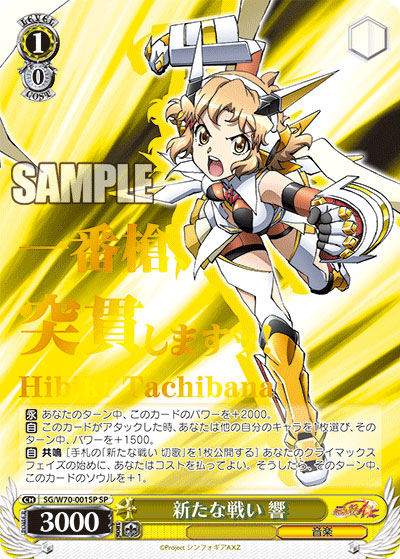 LEVEL
1
0
COST
SAMPLE
一番槍、
突貫します
Hibiki Tachibana
永 あなたのターン中、このカードのパワーを+2000。
自 このカードがアタックした時、あなたは他の自分のキャラを1枚選び、そのターン中、パワーを+1500。
自 共鳴 [手札の「新たな戦い 切歌」を1枚公開する] あなたのクライマックスフェイズの始めに、あなたはコストを払ってよい。そうしたら、そのターン中、このカードのソウルを+1。
CH SG/W70-001SP SP
3000
新たな戦い 響
音楽
©Project シンフォギアAXZ